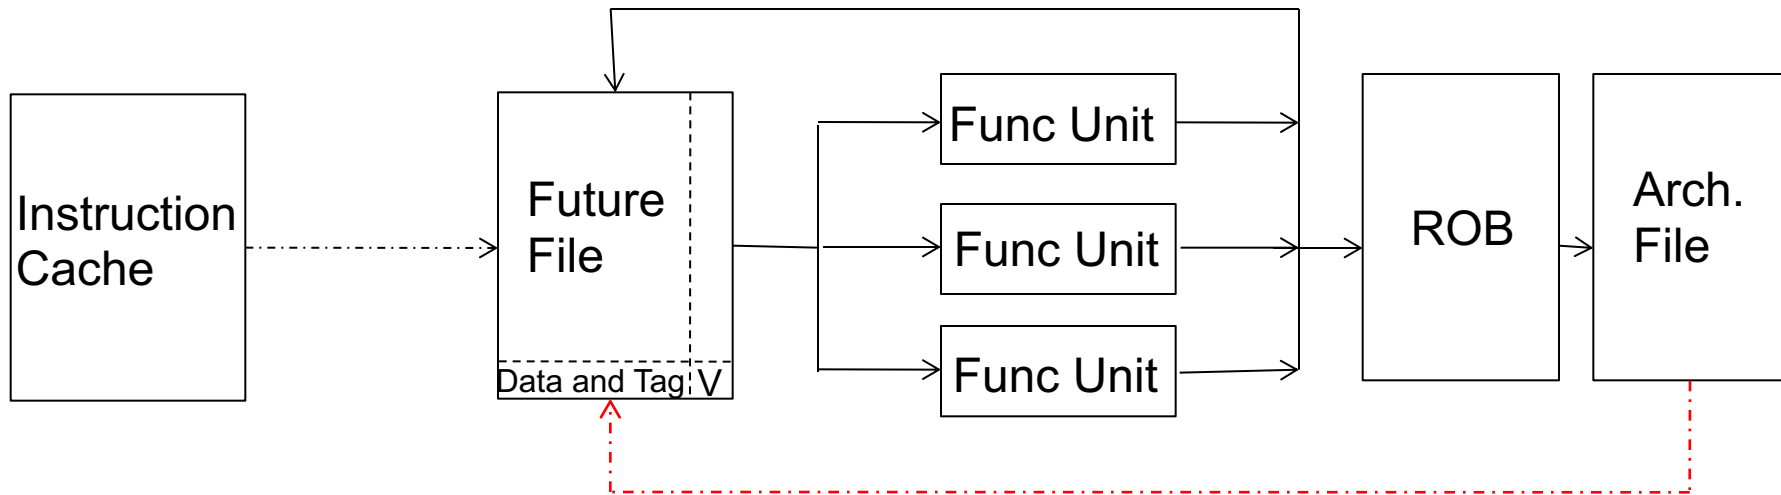 Instruction
Cache
Future
File
Data and Tag V
Func Unit
Func Unit
Func Unit
ROB
Arch.
File